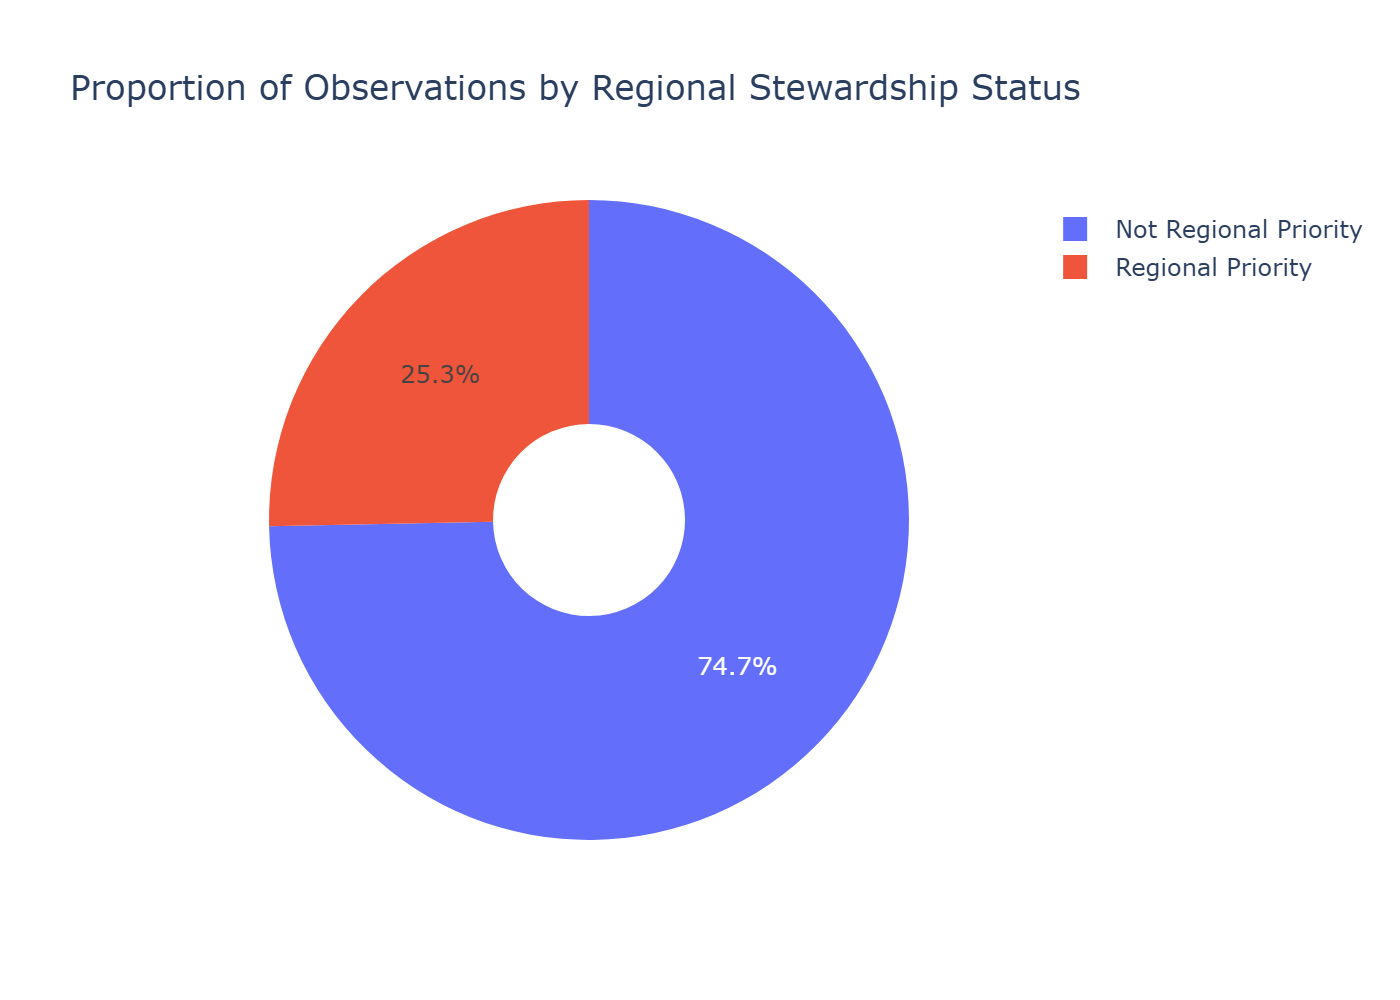 Proportion of Observations by Regional Stewardship Status
Not Regional Priority
Regional Priority
25.3%
74.7%